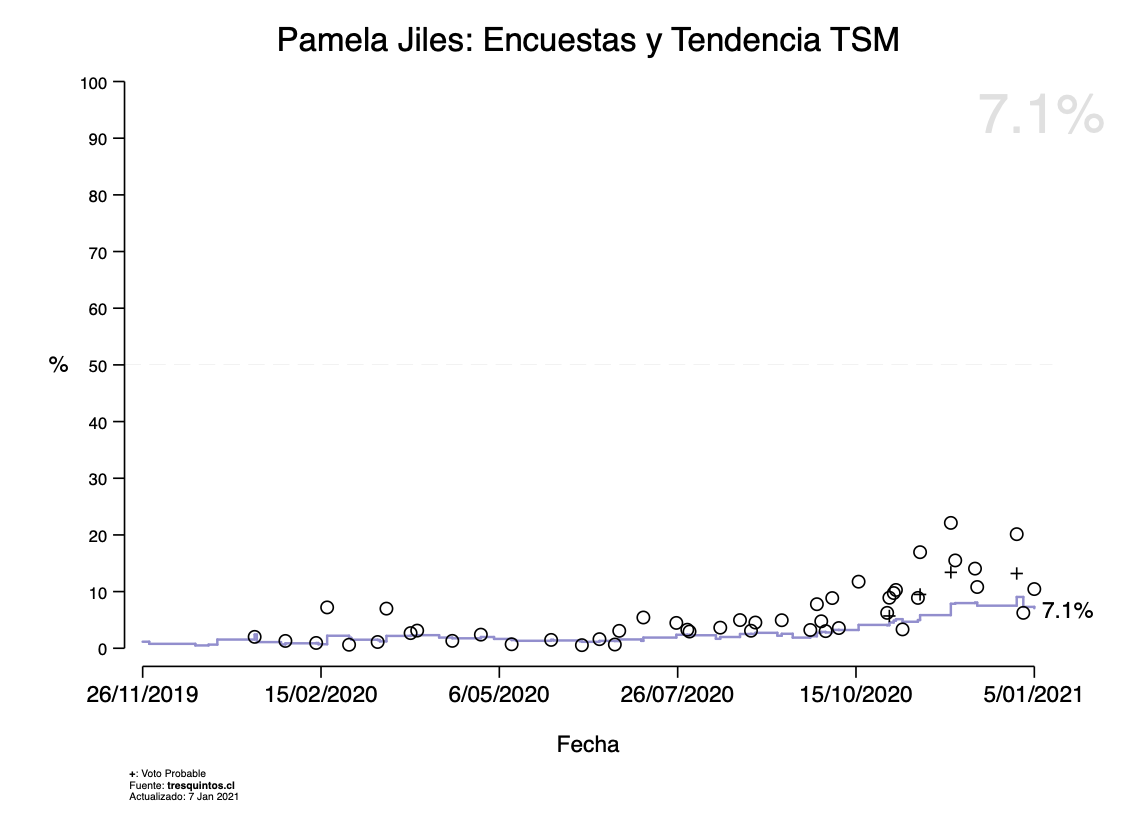 Pamela Jiles: Encuestas y Tendencia TSM
7.1%
100
90
80
70
60
% 50
40
30
20
10
0
7.1%
26/11/2019 15/02/2020 6/05/2020 26/07/2020 15/10/2020 5/01/2021
Fecha
+: Voto Probable
Fuente: tresquintos.cl
Actualizado: 7 Jan 2021